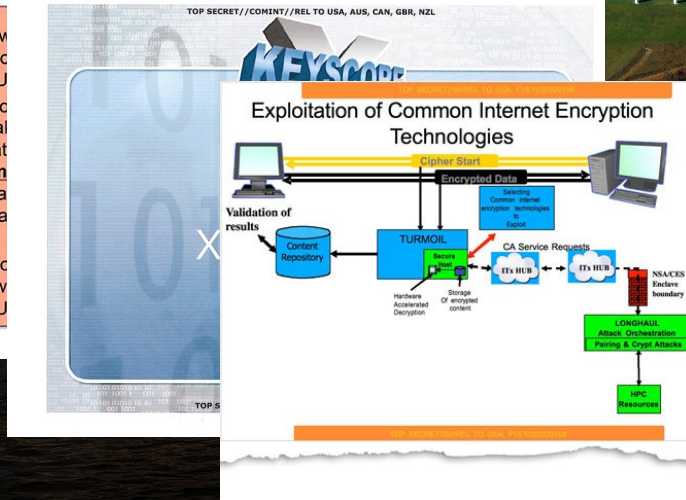 TOP SECRET//COMINT//REL TO USA, AUS, CAN, GBR, NZL
KEYSCORE
TOP SECRET//SI//REL TO USA, FVEY//20320108
Exploitation of Common Internet Encryption
Technologies
Cipher Start
Encrypted Data
Validation of
results
Content
Repository
TURMOIL
Secure
Host
Selecting
Common Internet
encryption technologies
to
Exploit
CA Service Requests
ITx HUB
ITx HUB
NSA/CES
Enclave
boundary
Hardware
Accelerated
Decryption
Storage
Of encrypted
content
LONGHAUL
Attack Orchestration
Pairing & Crypt Attacks
HPC
Resources
X
TOP S
TOP SECRET//SI//REL TO USA, FVEY//20320108